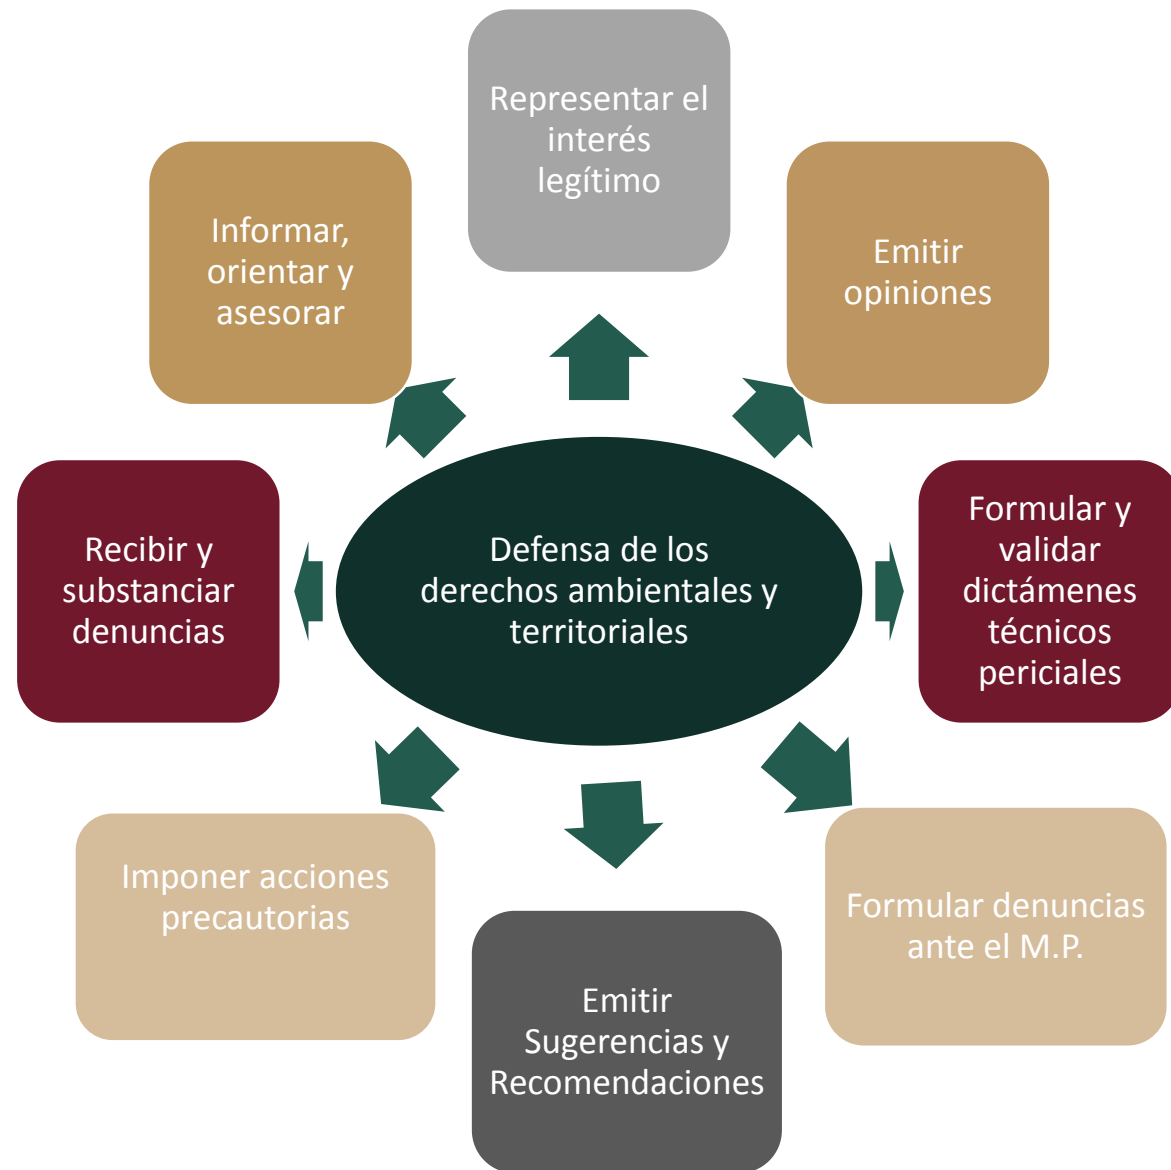 Representar el
interés
legítimo
Informar,
orientar y
asesorar
Emitir
opiniones
Recibir y
substanciar
denuncias
Defensa de los
derechos ambientales y
territoriales
Formular y
validar
dictámenes
técnicos
periciales
Imponer acciones
precautorias
Formular denuncias
ante el M.P.
Emitir
Sugerencias y
Recomendaciones